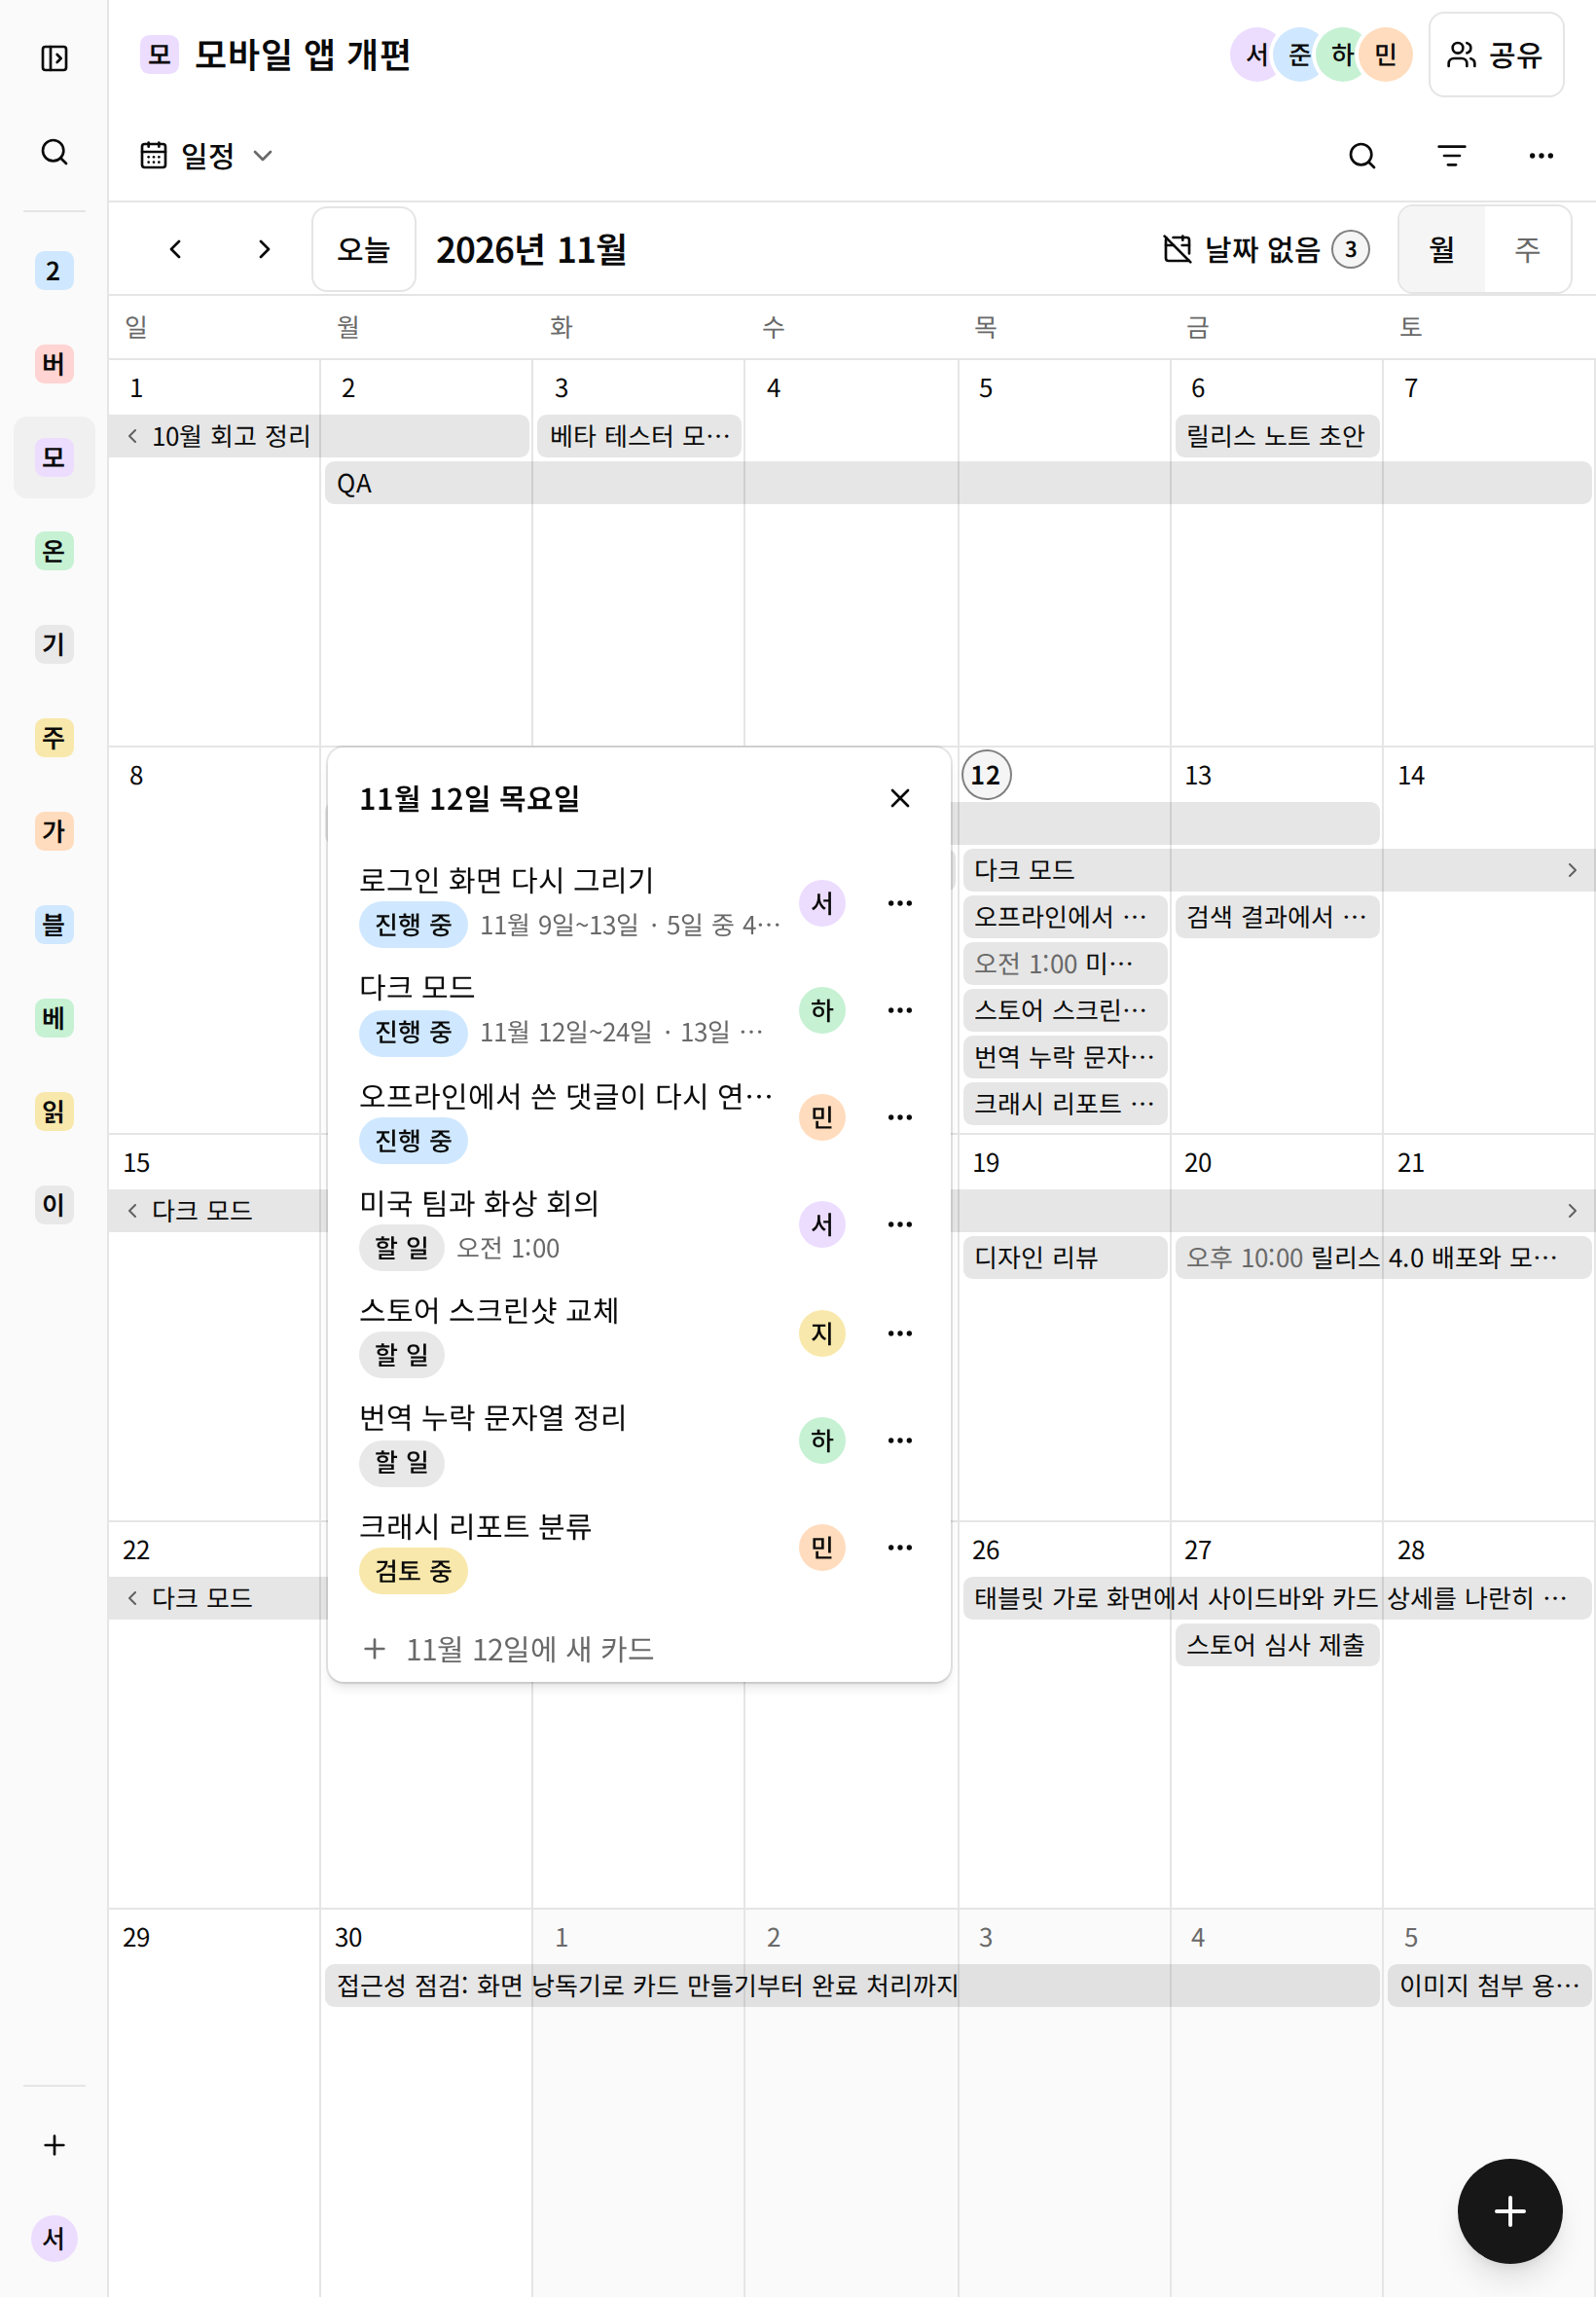 모 모바일 앱 개편
서 준 하 민 공유
일정
오늘 2026년 11월
날짜 없음 3 월 주
2
버
모
온
기
주
가
블
베
읽
이
서
일 월 화 수 목 금 토
1 2 3 4 5 6 7
10월 회고 정리 베타 테스터 모… 릴리스 노트 초안
QA
8 12 13 14
다크 모드
오프라인에서 … 검색 결과에서 …
오전 1:00 미…
스토어 스크린…
번역 누락 문자…
크래시 리포트 …
11월 12일 목요일
로그인 화면 다시 그리기
진행 중 11월 9일~13일 · 5일 중 4… 서
다크 모드
진행 중 11월 12일~24일 · 13일 … 하
오프라인에서 쓴 댓글이 다시 연…
진행 중 민
미국 팀과 화상 회의
할 일 오전 1:00 서
스토어 스크린샷 교체
할 일 지
번역 누락 문자열 정리
할 일 하
크래시 리포트 분류
검토 중 민
11월 12일에 새 카드
15 19 20 21
다크 모드
디자인 리뷰 오후 10:00 릴리스 4.0 배포와 모…
22 26 27 28
다크 모드 태블릿 가로 화면에서 사이드바와 카드 상세를 나란히 …
스토어 심사 제출
29 30 1 2 3 4 5
접근성 점검: 화면 낭독기로 카드 만들기부터 완료 처리까지 이미지 첨부 용…